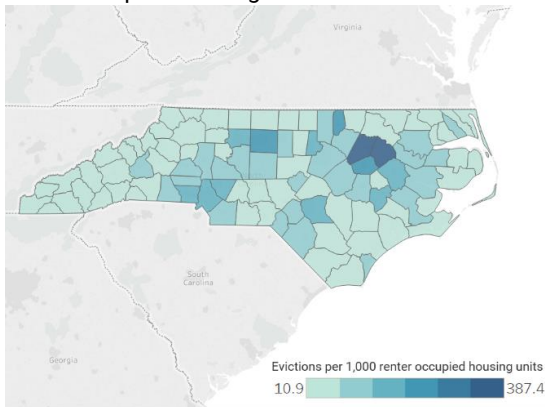 Virginia
South
Carolina
Georgia
Evictions per 1,000 renter occupied housing units
10.9 387.4